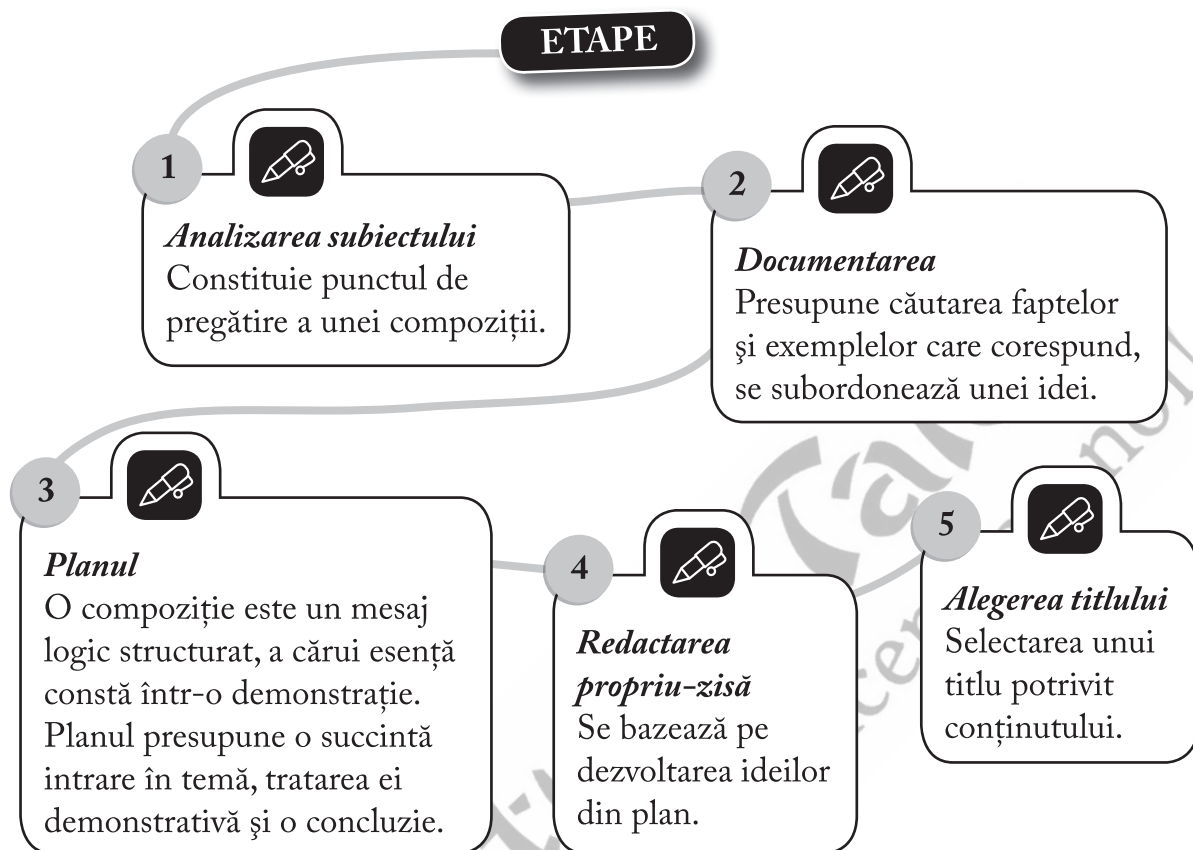 ETAPE
1
Analizarea subiectului
Constituie punctul de
pregătire a unei compoziții.
2
Documentarea
Presupune căutarea faptelor
și exemplelor care corespund,
se subordonează unei idei.
3
Planul
O compoziție este un mesaj
logic structurat, a cărui esență
constă într-o demonstrație.
Planul presupune o succintă
intrare în temă, tratarea ei
demonstrativă și o concluzie.
4
Redactarea
propriu-zisă
Se bazează pe
dezvoltarea ideilor
din plan.
5
Alegerea titlului
Selectarea unui
titlu potrivit
conținutului.